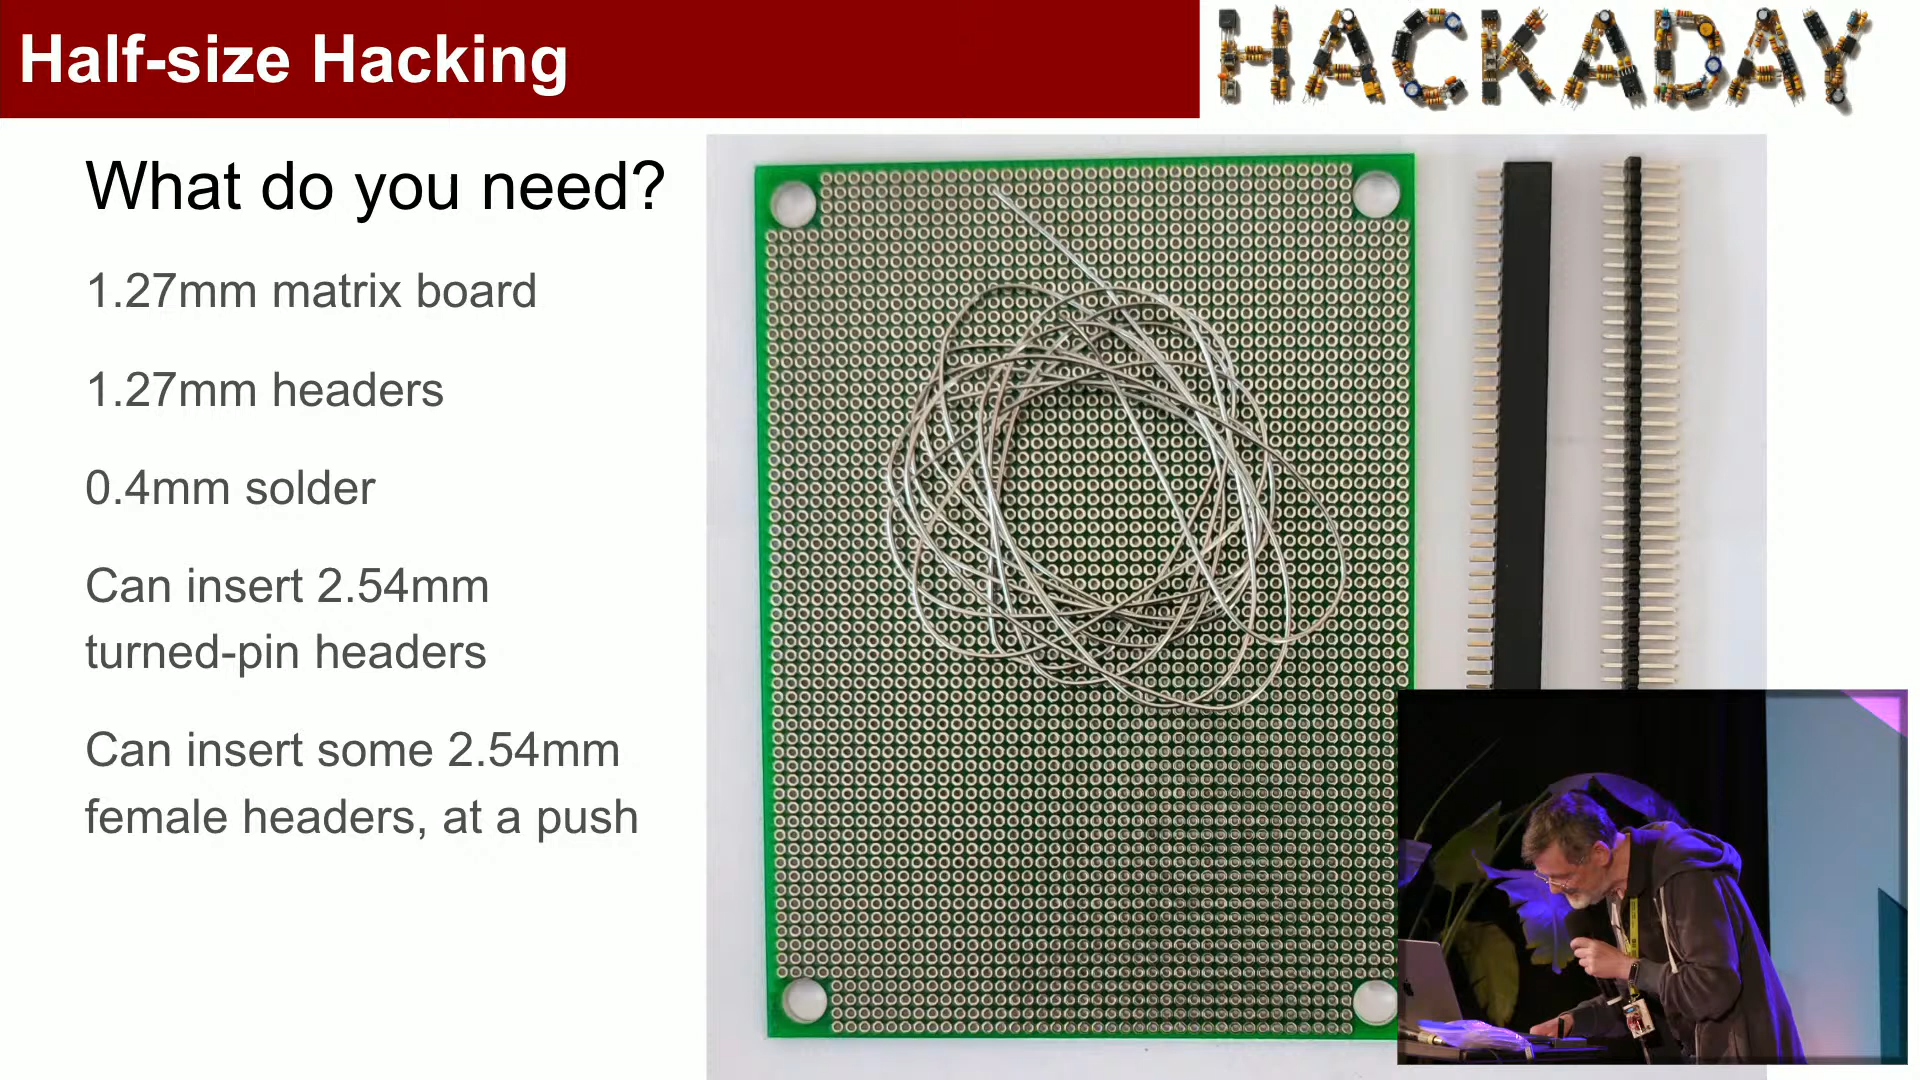 Half-size Hacking
HACKADAY
What do you need?
1.27mm matrix board
1.27mm headers
0.4mm solder
Can insert 2.54mm
turned-pin headers
Can insert some 2.54mm
female headers, at a push